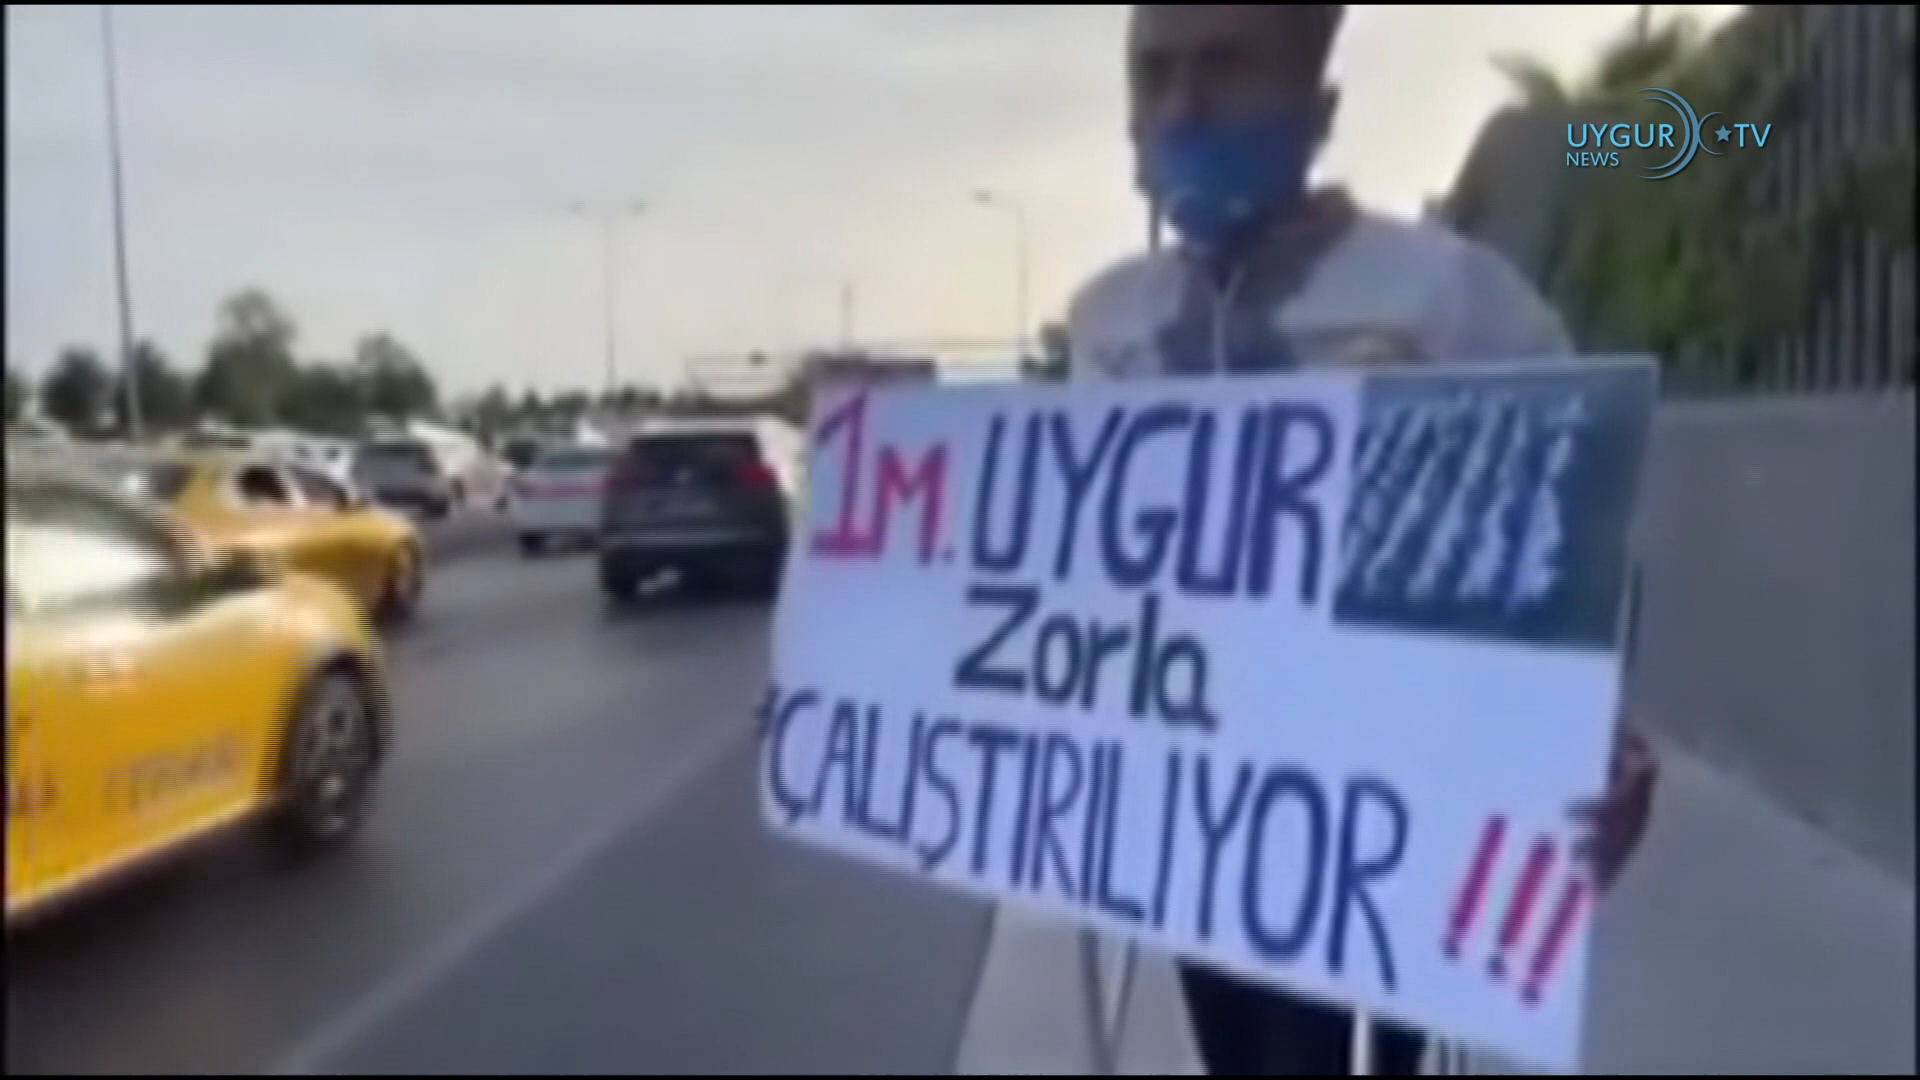 UYGUR TV
NEWS
1M. UYGUR
Zorla
#ÇALIŞTIRILIYOR !!!